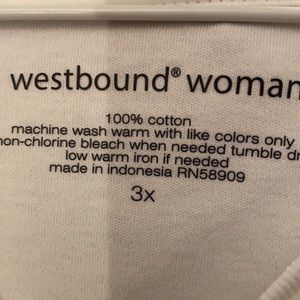 westbound® woman
100% cotton
machine wash warm with like colors only
non-chlorine bleach when needed tumble dr
low warm iron if needed
made in indonesia RN58909
3x